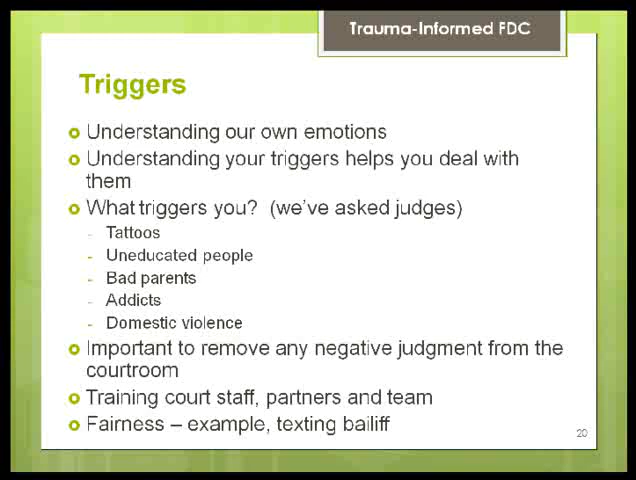 Trauma-Informed FDC
Triggers
Understanding our own emotions
Understanding your triggers helps you deal with
them
What triggers you?  (we've asked judges)
- Tattoos
- Uneducated people
- Bad parents
- Addicts
- Domestic violence
Important to remove any negative judgment from the
courtroom
Training court staff, partners and team
Fairness – example, texting bailiff
20